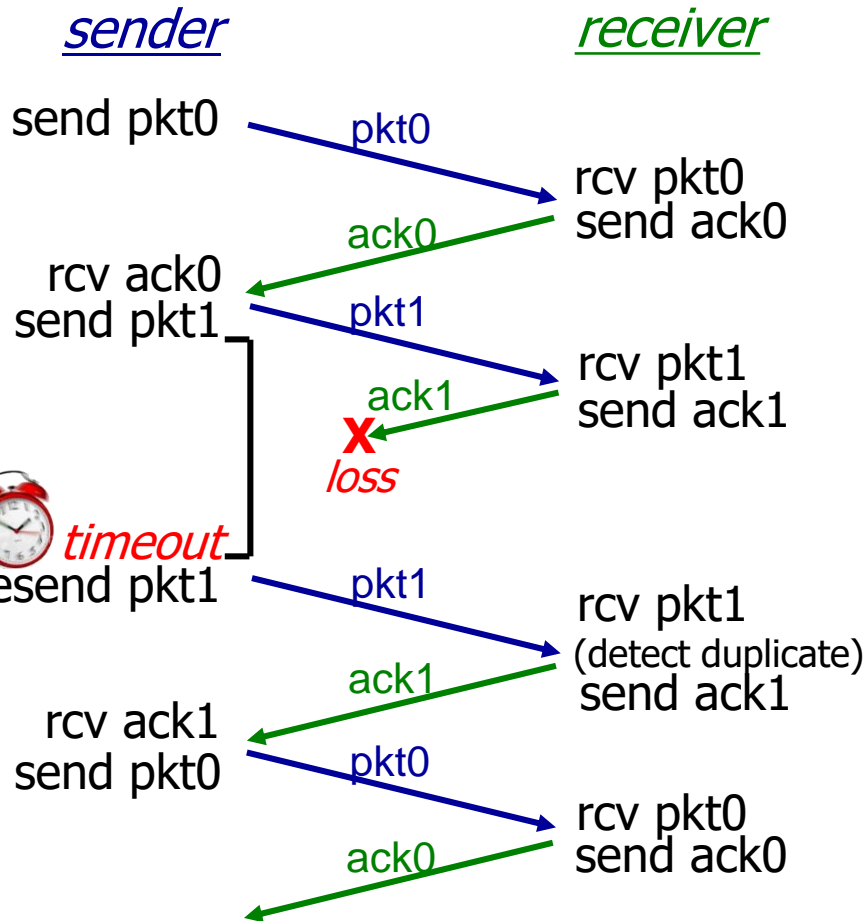 sender
receiver
send pkt0
pkt0
rcv pkt0
send ack0
ack0
rcv ack0
send pkt1
pkt1
rcv pkt1
send ack1
ack1
X
loss
timeout
esend pkt1
pkt1
rcv pkt1
(detect duplicate)
send ack1
ack1
rcv ack1
send pkt0
pkt0
rcv pkt0
send ack0
ack0